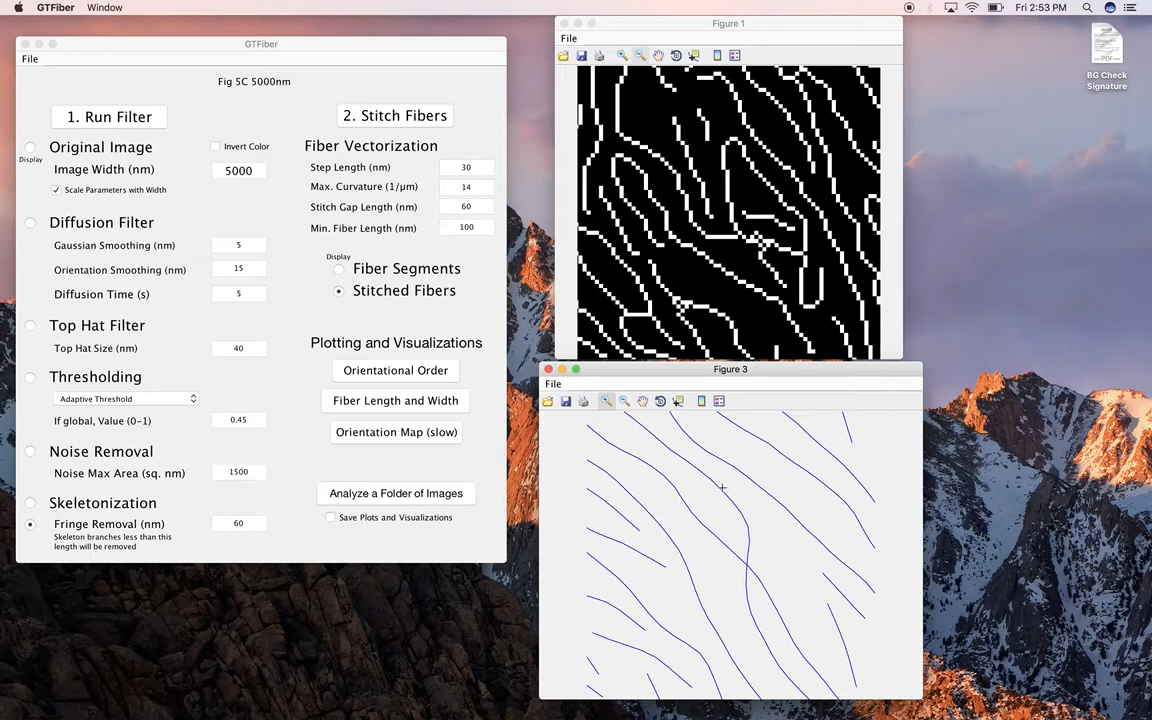 GTFiber Window
Fri 2:53 PM
BG Check
Signature
GTFiber
File
Fig 5C 5000nm
1. Run Filter
Display
Original Image
Invert Color
Image Width (nm)
5000
Scale Parameters with Width
Diffusion Filter
Gaussian Smoothing (nm)
5
Orientation Smoothing (nm)
15
Diffusion Time (s)
5
Top Hat Filter
Top Hat Size (nm)
40
Thresholding
Adaptive Threshold
If global, Value (0-1)
0.45
Noise Removal
Noise Max Area (sq. nm)
1500
Skeletonization
Fringe Removal (nm)
60
Skeleton branches less than this
length will be removed
2. Stitch Fibers
Fiber Vectorization
Step Length (nm)
30
Max. Curvature (1/μm)
14
Stitch Gap Length (nm)
60
Min. Fiber Length (nm)
100
Display
Fiber Segments
Stitched Fibers
Plotting and Visualizations
Orientational Order
Fiber Length and Width
Orientation Map (slow)
Analyze a Folder of Images
Save Plots and Visualizations
Figure 1
File
Figure 3
File